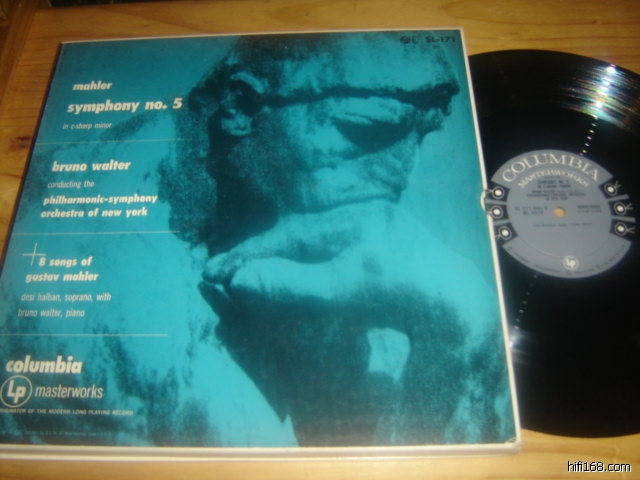 SL-171
mahler
symphony no. 5
in c-sharp minor
bruno walter
conducting the
philharmonic-symphony
orchestra of new york
8 songs of
gustav mahler
desi halban, soprano, with
bruno walter, piano
columbia
Lp masterworks
ORIGINATOR OF THE MODERN LONG PLAYING RECORD
COLUMBIA
MASTERWORKS
hifi168.com